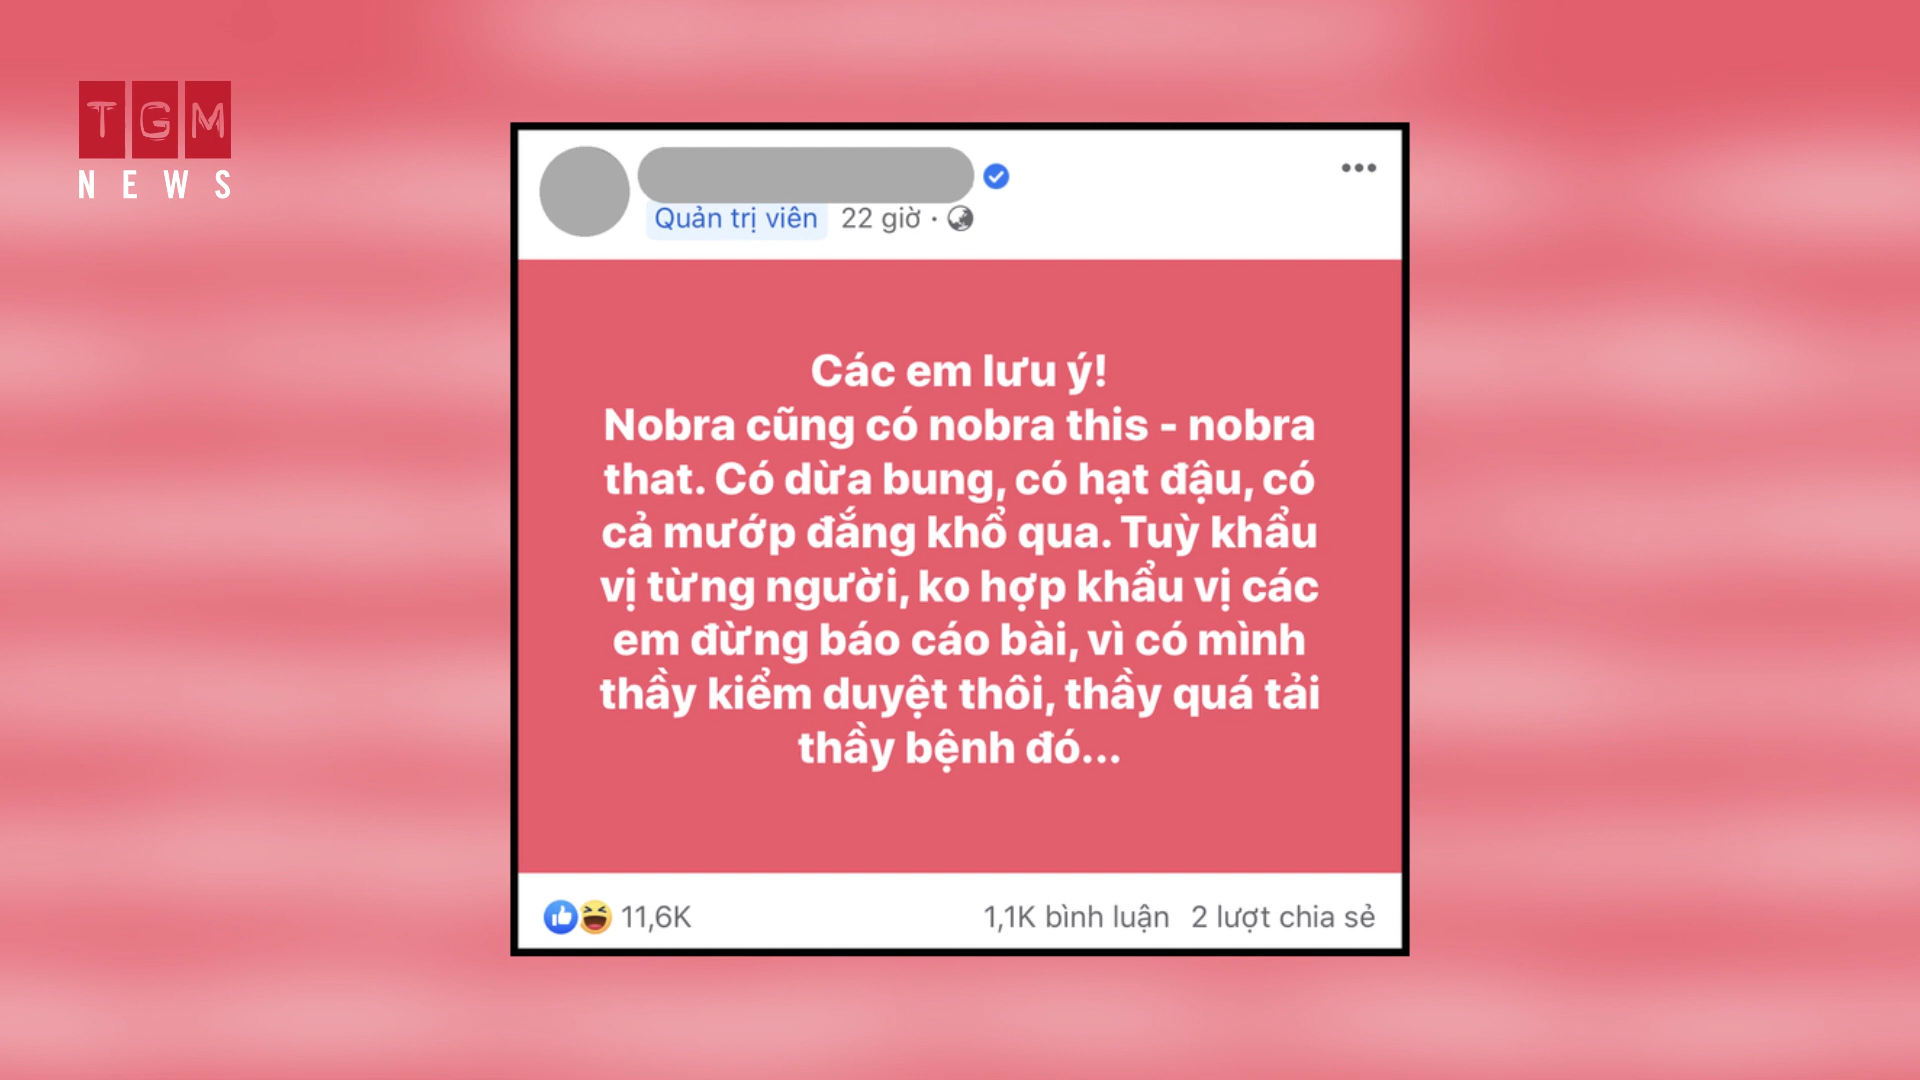 TGM
NEWS
Quản trị viên 22 giờ ·
Các em lưu ý!
Nobra cũng có nobra this - nobra
that. Có dừa bung, có hạt đậu, có
cả mướp đắng khổ qua. Tuỳ khẩu
vị từng người, ko hợp khẩu vị các
em đừng báo cáo bài, vì có mình
thầy kiểm duyệt thôi, thầy quá tải
thầy bệnh đó...
11,6K 1,1K bình luận 2 lượt chia sẻ